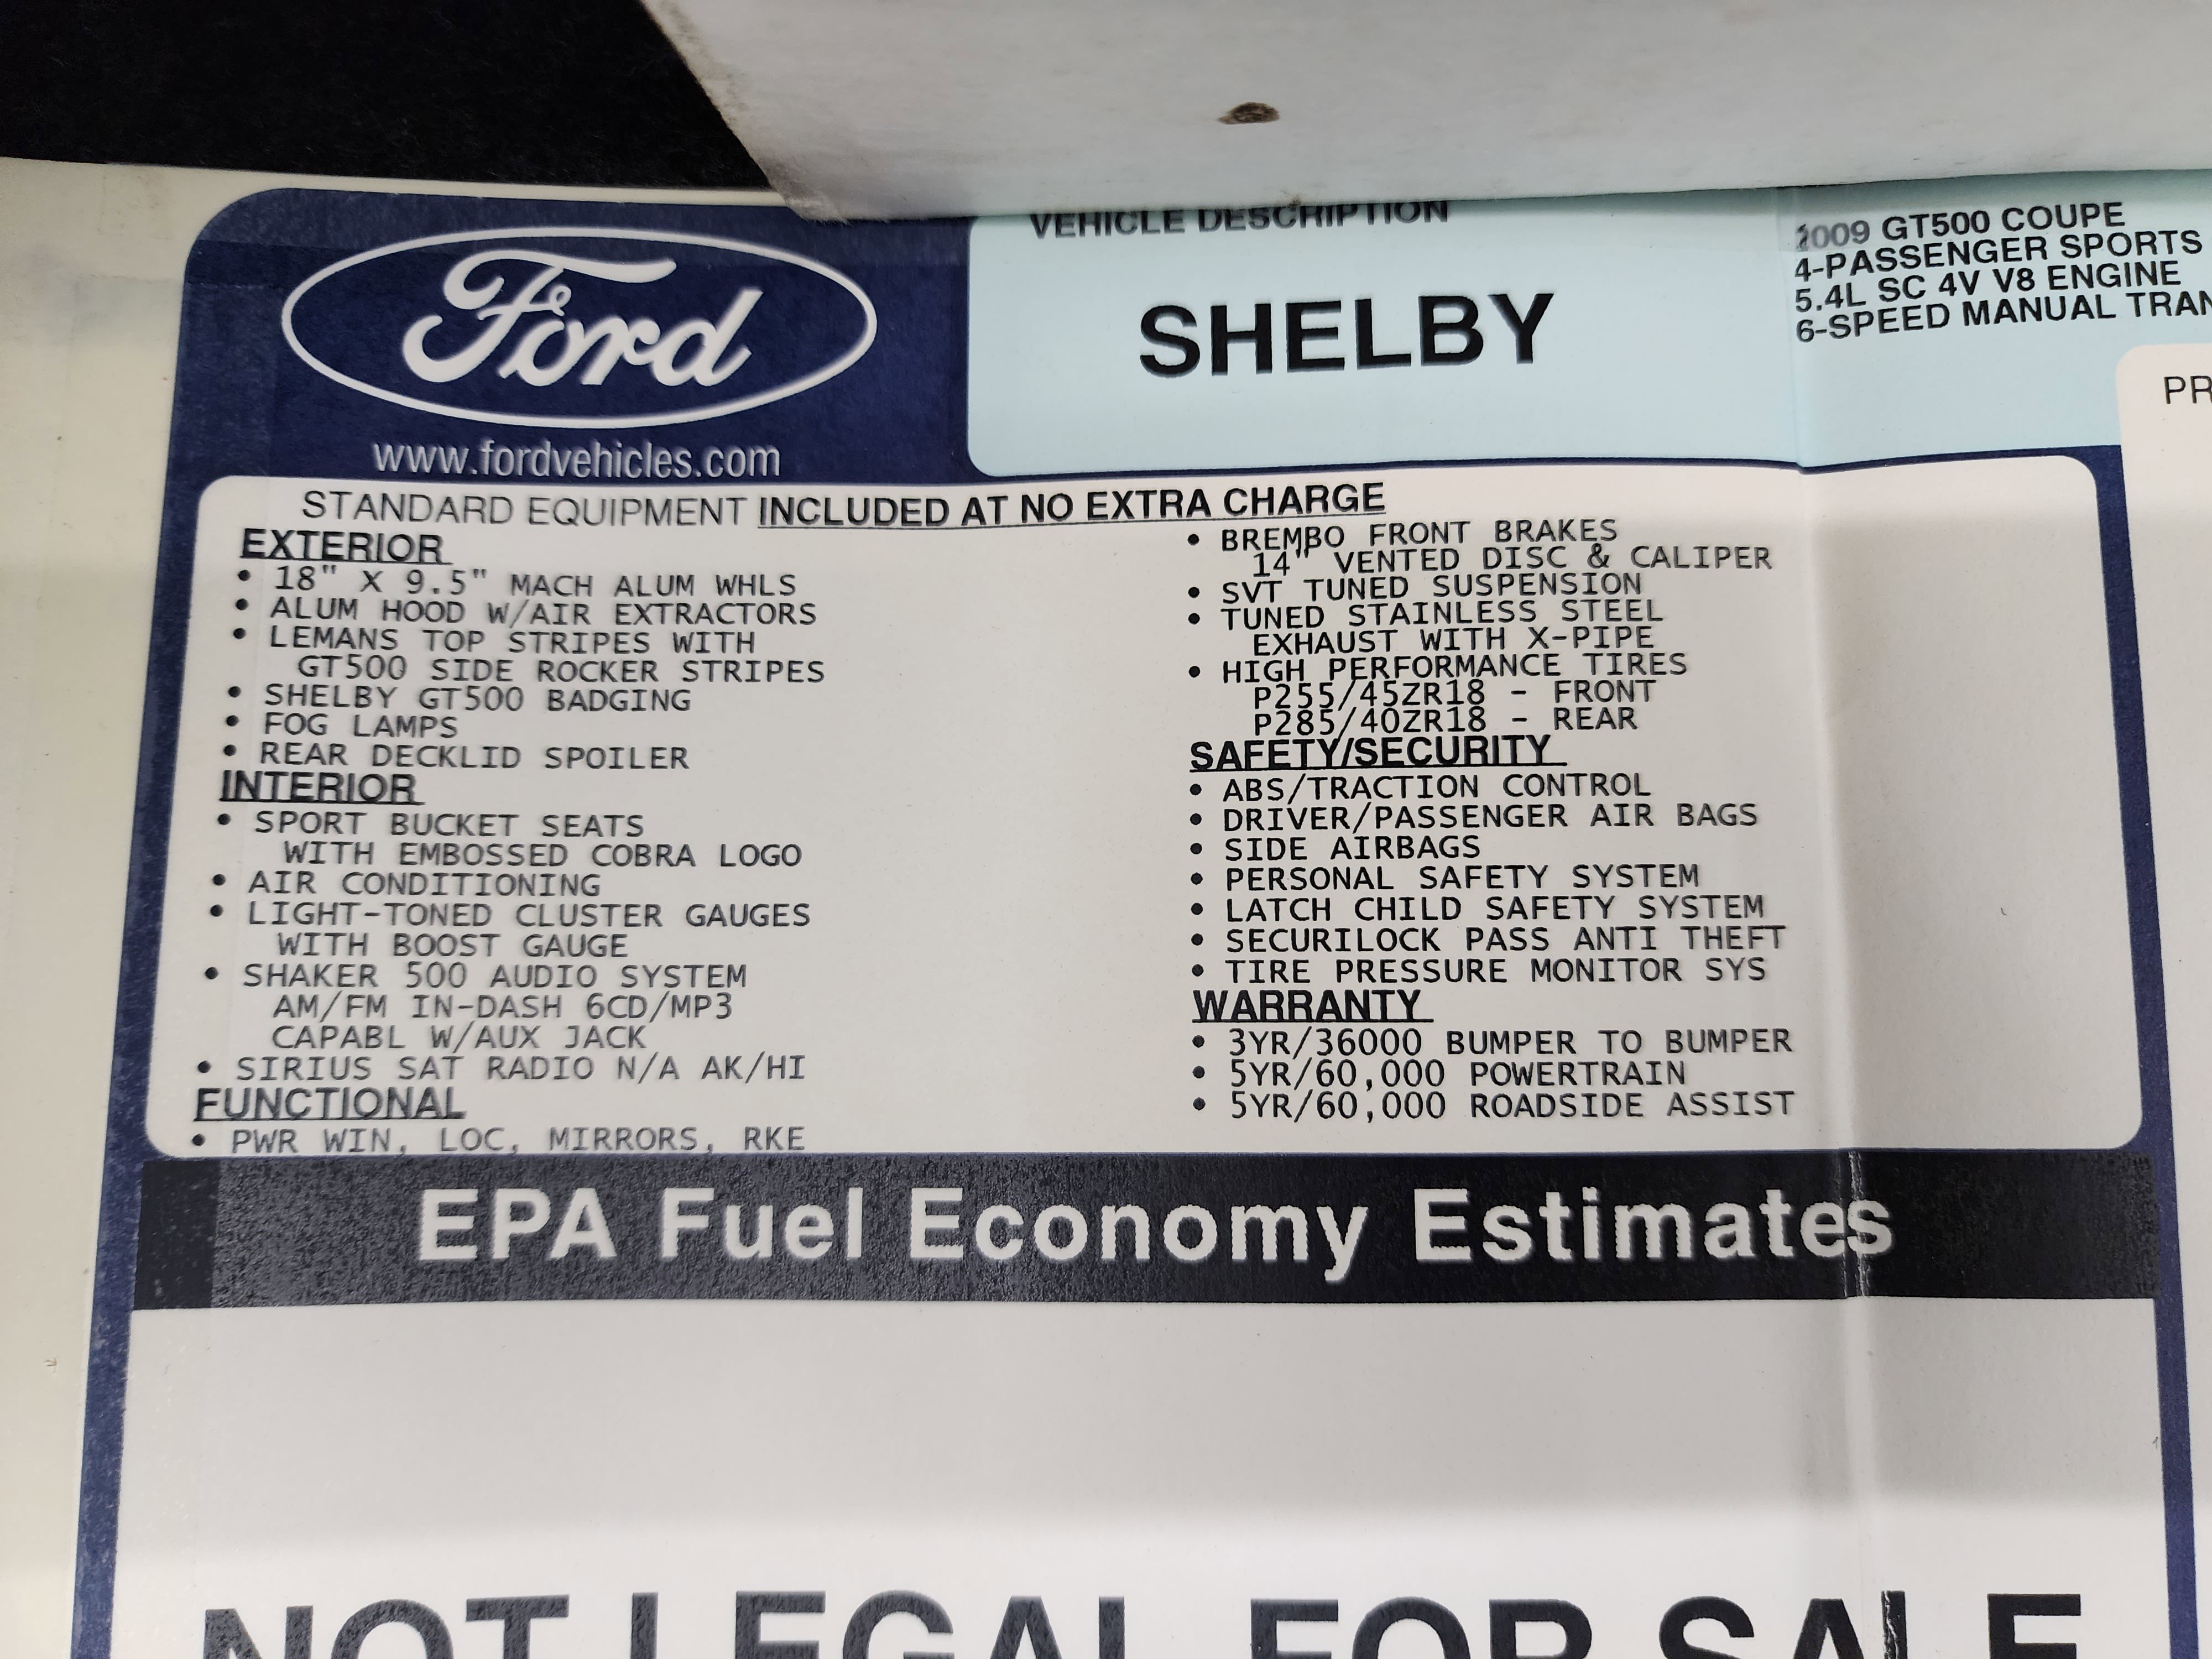 Ford
www.fordvehicles.com
VEHICLE DESCRIPTION
SHELBY
2009 GT500 COUPE
4-PASSENGER SPORTS
5.4L SC 4V V8 ENGINE
6-SPEED MANUAL TRAN
PR
STANDARD EQUIPMENT INCLUDED AT NO EXTRA CHARGE
EXTERIOR
• 18" X 9.5" MACH ALUM WHLS
• ALUM HOOD W/AIR EXTRACTORS
• LEMANS TOP STRIPES WITH
GT500 SIDE ROCKER STRIPES
• SHELBY GT500 BADGING
• FOG LAMPS
• REAR DECKLID SPOILER
INTERIOR
• SPORT BUCKET SEATS
WITH EMBOSSED COBRA LOGO
• AIR CONDITIONING
• LIGHT-TONED CLUSTER GAUGES
WITH BOOST GAUGE
• SHAKER 500 AUDIO SYSTEM
AM/FM IN-DASH 6CD/MP3
CAPABL W/AUX JACK
• SIRIUS SAT RADIO N/A AK/HI
FUNCTIONAL
• PWR WIN, LOC, MIRRORS, RKE
• BREMBO FRONT BRAKES
14" VENTED DISC & CALIPER
• SVT TUNED SUSPENSION
• TUNED STAINLESS STEEL
EXHAUST WITH X-PIPE
• HIGH PERFORMANCE TIRES
P255/45ZR18 - FRONT
P285/40ZR18 - REAR
SAFETY/SECURITY
• ABS/TRACTION CONTROL
• DRIVER/PASSENGER AIR BAGS
• SIDE AIRBAGS
• PERSONAL SAFETY SYSTEM
• LATCH CHILD SAFETY SYSTEM
• SECURILOCK PASS ANTI THEFT
• TIRE PRESSURE MONITOR SYS
WARRANTY
• 3YR/36000 BUMPER TO BUMPER
• 5YR/60,000 POWERTRAIN
• 5YR/60,000 ROADSIDE ASSIST
EPA Fuel Economy Estimates
NOT LEGAL FOR SALE